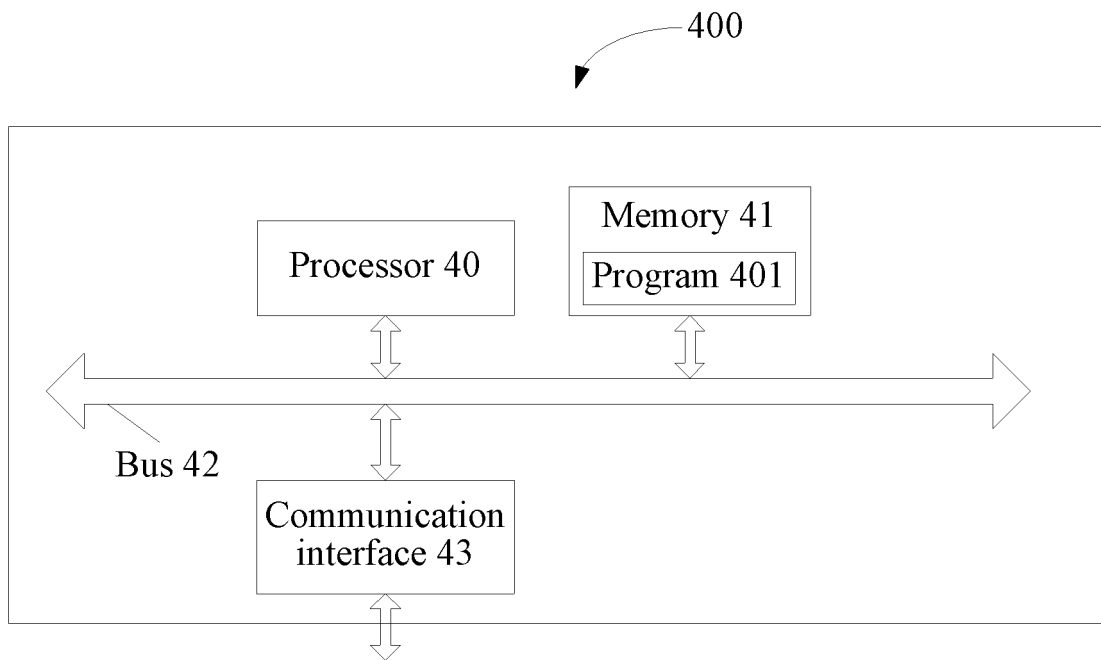 400
Memory 41
Processor 40
Program 401
Bus 42
Communication
interface 43